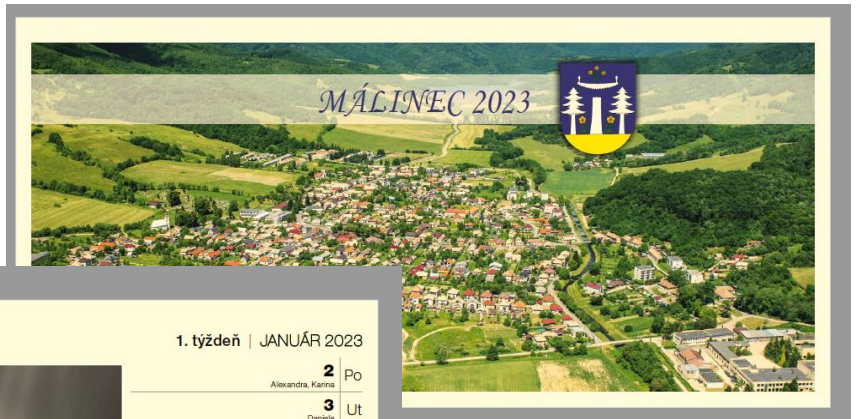 MÁLINEC 2023
1. týždeň | JANUÁR 2023
2 Po
Alexandra, Karina
3 Ut
Daniela